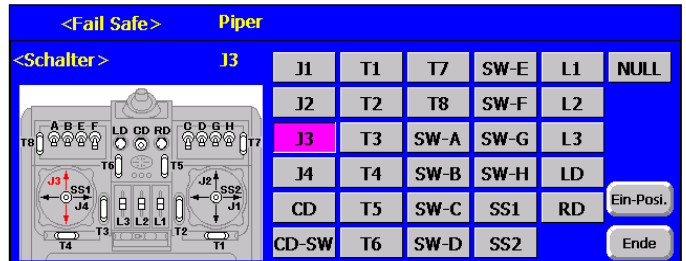 <Fail Safe> Piper
<Schalter> J3
J1 T1 T7 SW-E L1 NULL
J2 T2 T8 SW-F L2
J3 T3 SW-A SW-G L3
J4 T4 SW-B SW-H LD
CD T5 SW-C SS1 RD Ein-Posi.
CD-SW T6 SW-D SS2 Ende
A B E F LD CD RD C D G H
T8 T7
T6 T5
J3 J2
SS1 SS2
J4 J1
L3 L2 L1
T3 T2
T4 T1